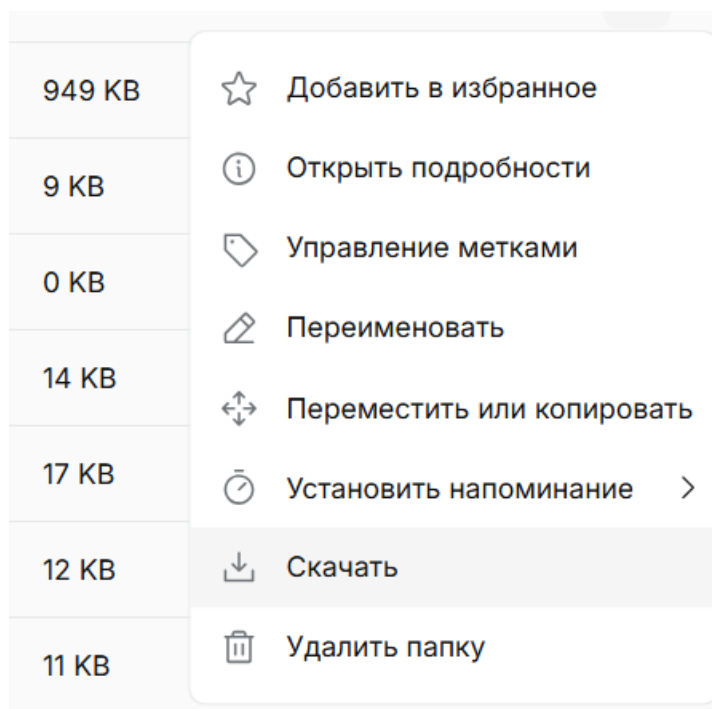 949 KB
Добавить в избранное
Открыть подробности
9 KB
Управление метками
0 KB
Переименовать
14 KB
Переместить или копировать
17 KB
Установить напоминание
12 KB
Скачать
11 KB
Удалить папку